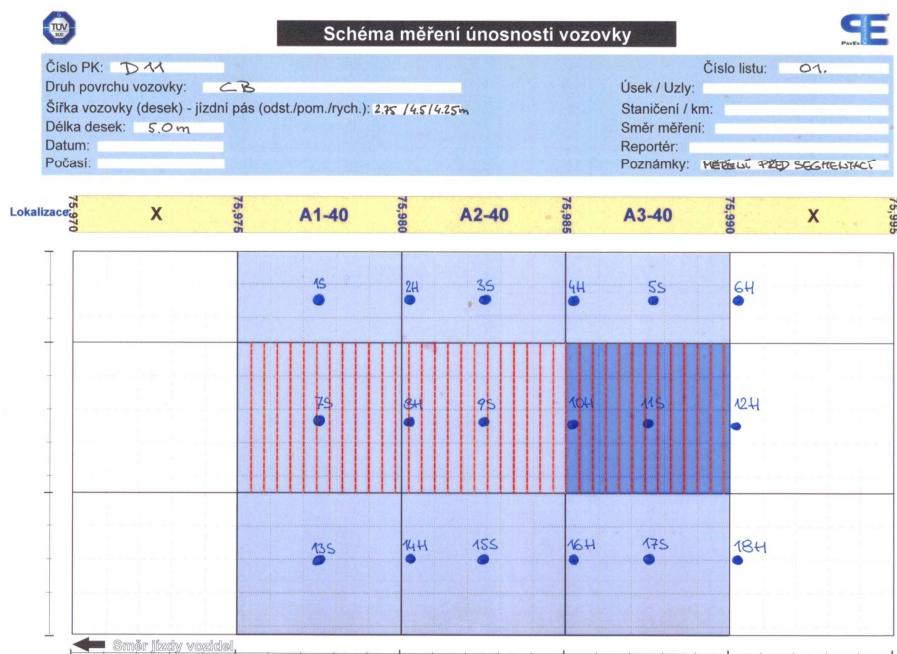 TÜV
SÜD
Schéma měření únosnosti vozovky
PE
Číslo PK: D11
Číslo listu: 01.
Druh povrchu vozovky: CB
Úsek / Uzly:
Šířka vozovky (desek) - jízdní pás (odst./pom./rych.): 2.75 /4.5/4.25m
Staničení / km:
Délka desek: 5.0m
Směr měření:
Datum:
Reportér:
Počasí:
Poznámky: MĚŘENÍ PŘED SEGMENTACÍ
Lokalizace: 75,970 X 75,975 A1-40 75,980 A2-40 75,985 A3-40 75,990 X 75,995
1S 2H 3S 4H 5S 6H
7S 8H 9S 10H 11S 12H
13S 14H 15S 16H 17S 18H
Směr jízdy vozidel